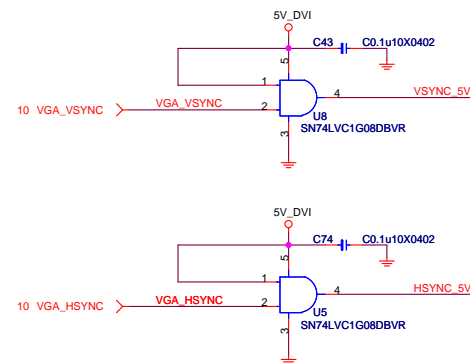 5V_DVI
C43 C0.1u10X0402
5
1
4 VSYNC_5V
10 VGA_VSYNC VGA_VSYNC 2
U8
3 SN74LVC1G08DBVR
5V_DVI
C74 C0.1u10X0402
5
1
4 HSYNC_5V
10 VGA_HSYNC VGA_HSYNC 2
U5
3 SN74LVC1G08DBVR